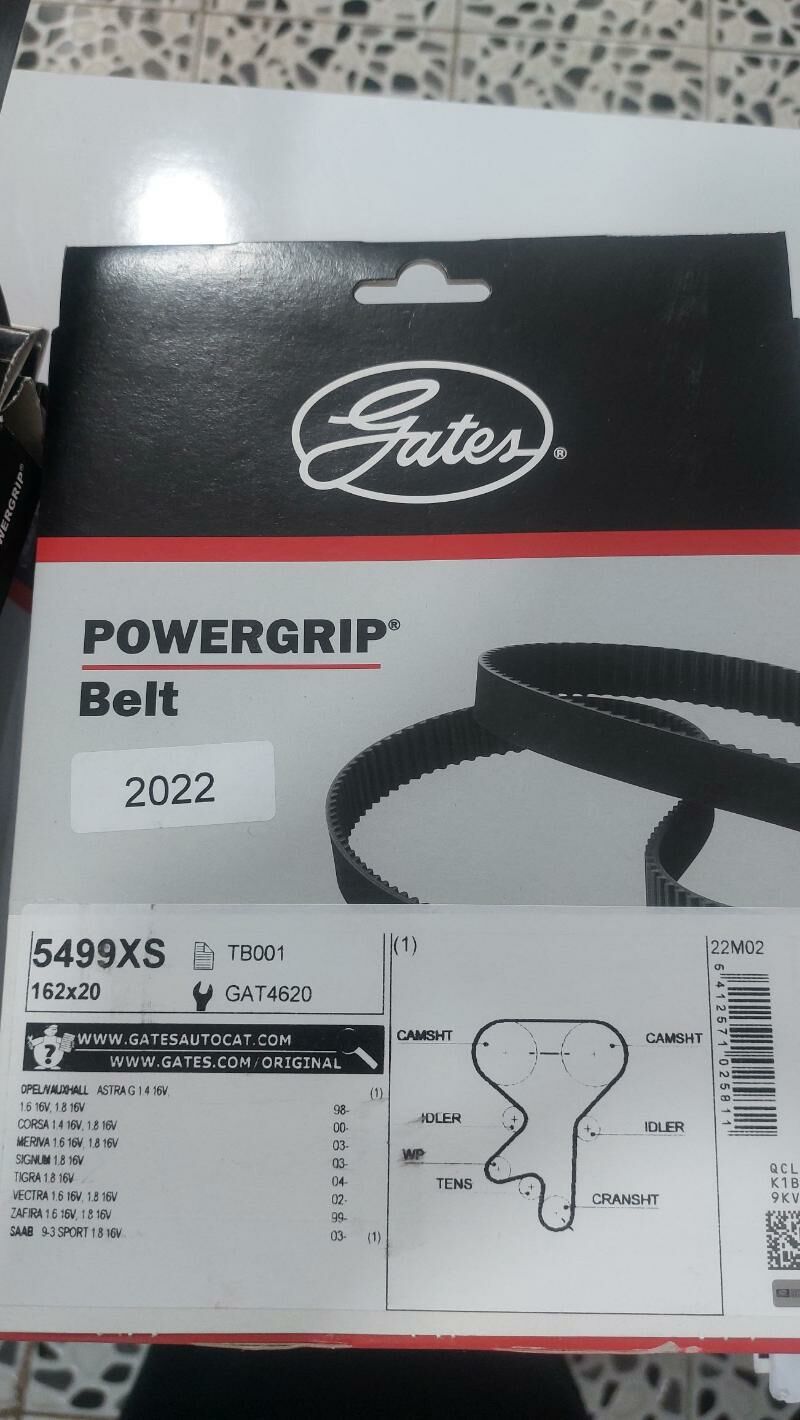 Gates®
WERGRIP®
POWERGRIP®
Belt
2022
5499XS
TB001
162x20
GAT4620
WWW.GATESAUTOCAT.COM
?
WWW.GATES.COM/ORIGINAL
OPEL/VAUXHALL ASTRA G 1.4 16V, (1)
1.6 16V, 1.8 16V 98-
CORSA 1.4 16V, 1.8 16V 00-
MERIVA 1.6 16V, 1.8 16V 03-
SIGNUM 1.8 16V 03-
TIGRA 1.8 16V 04-
VECTRA 1.6 16V, 1.8 16V 02-
ZAFIRA 1.6 16V, 1.8 16V 99-
SAAB 9-3 SPORT 1.8 16V 03- (1)
(1)
CAMSHT
CAMSHT
IDLER
IDLER
WP
TENS
CRANSHT
22M02
5412571025811
QCL
K1B
9KV